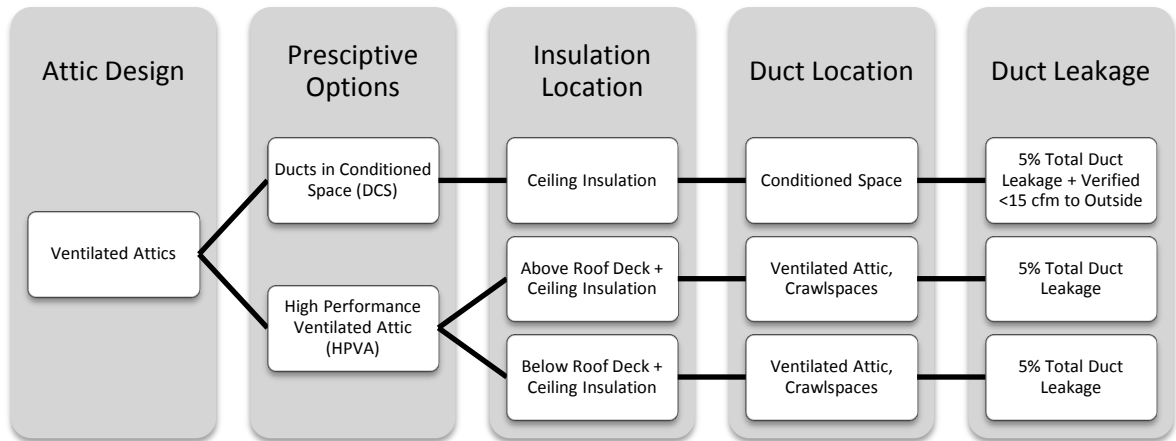 Attic Design
Presciptive
Options
Insulation
Location
Duct Location
Duct Leakage
Ventilated Attics
Ducts in Conditioned
Space (DCS)
Ceiling Insulation
Conditioned Space
5% Total Duct
Leakage + Verified
<15 cfm to Outside
High Performance
Ventilated Attic
(HPVA)
Above Roof Deck +
Ceiling Insulation
Ventilated Attic,
Crawlspaces
5% Total Duct
Leakage
Below Roof Deck +
Ceiling Insulation
Ventilated Attic,
Crawlspaces
5% Total Duct
Leakage